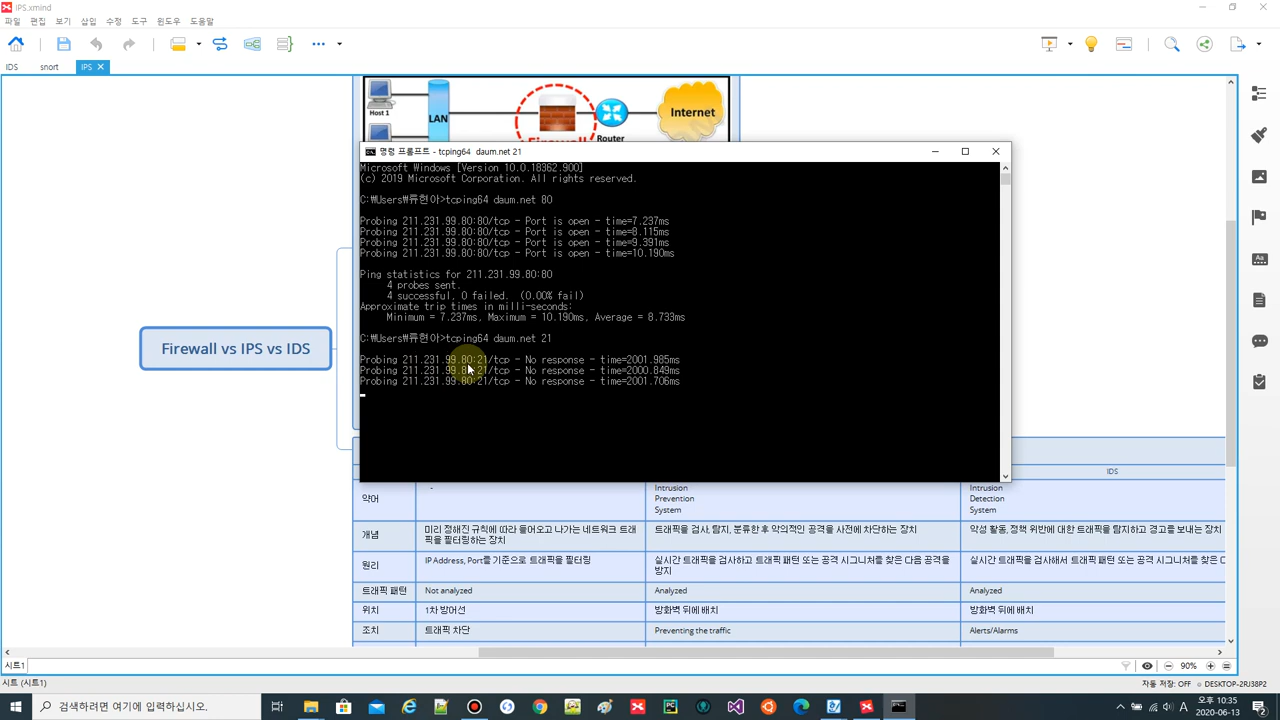 IPS.xmind
파일 편집 보기 삽입 수정 도구 윈도우 도움말
IDS snort IPS
Host 1
LAN
Router
Internet
명령 프롬프트 - tcping64 daum.net 21
Microsoft Windows [Version 10.0.18362.900]
(c) 2019 Microsoft Corporation. All rights reserved.
C:₩Users₩류현아>tcping64 daum.net 80
Probing 211.231.99.80:80/tcp - Port is open - time=7.237ms
Probing 211.231.99.80:80/tcp - Port is open - time=8.115ms
Probing 211.231.99.80:80/tcp - Port is open - time=9.391ms
Probing 211.231.99.80:80/tcp - Port is open - time=10.190ms
Ping statistics for 211.231.99.80:80
4 probes sent.
4 successful, 0 failed. (0.00% fail)
Approximate trip times in milli-seconds:
Minimum = 7.237ms, Maximum = 10.190ms, Average = 8.733ms
C:₩Users₩류현아>tcping64 daum.net 21
Probing 211.231.99.80:21/tcp - No response - time=2001.985ms
Probing 211.231.99.80:21/tcp - No response - time=2000.849ms
Probing 211.231.99.80:21/tcp - No response - time=2001.706ms
Firewall vs IPS vs IDS
IDS
약어 - Intrusion Intrusion
Prevention Detection
System System
개념 미리 정해진 규칙에 따라 들어오고 나가는 네트워크 트래 트래픽을 검사, 탐지, 분류한 후 악의적인 공격을 사전에 차단하는 장치 악성 활동, 정책 위반에 대한 트래픽을 탐지하고 경고를 보내는 장치
픽을 필터링하는 장치
원리 IP Address, Port를 기준으로 트래픽을 필터링 실시간 트래픽을 검사하고 트래픽 패턴 또는 공격 시그니처를 찾은 다음 공격을 실시간 트래픽을 검사해서 트래픽 패턴 또는 공격 시그니처를 찾은 다
방지
트래픽 패턴 Not analyzed Analyzed Analyzed
위치 1차 방어선 방화벽 뒤에 배치 방화벽 뒤에 배치
조치 트래픽 차단 Preventing the traffic Alerts/Alarms
시트1
90%
시트 (시트1)
자동 저장: OFF DESKTOP-2RJ38P2
검색하려면 여기에 입력하십시오.
A
오후 10:35
2020-06-13
2